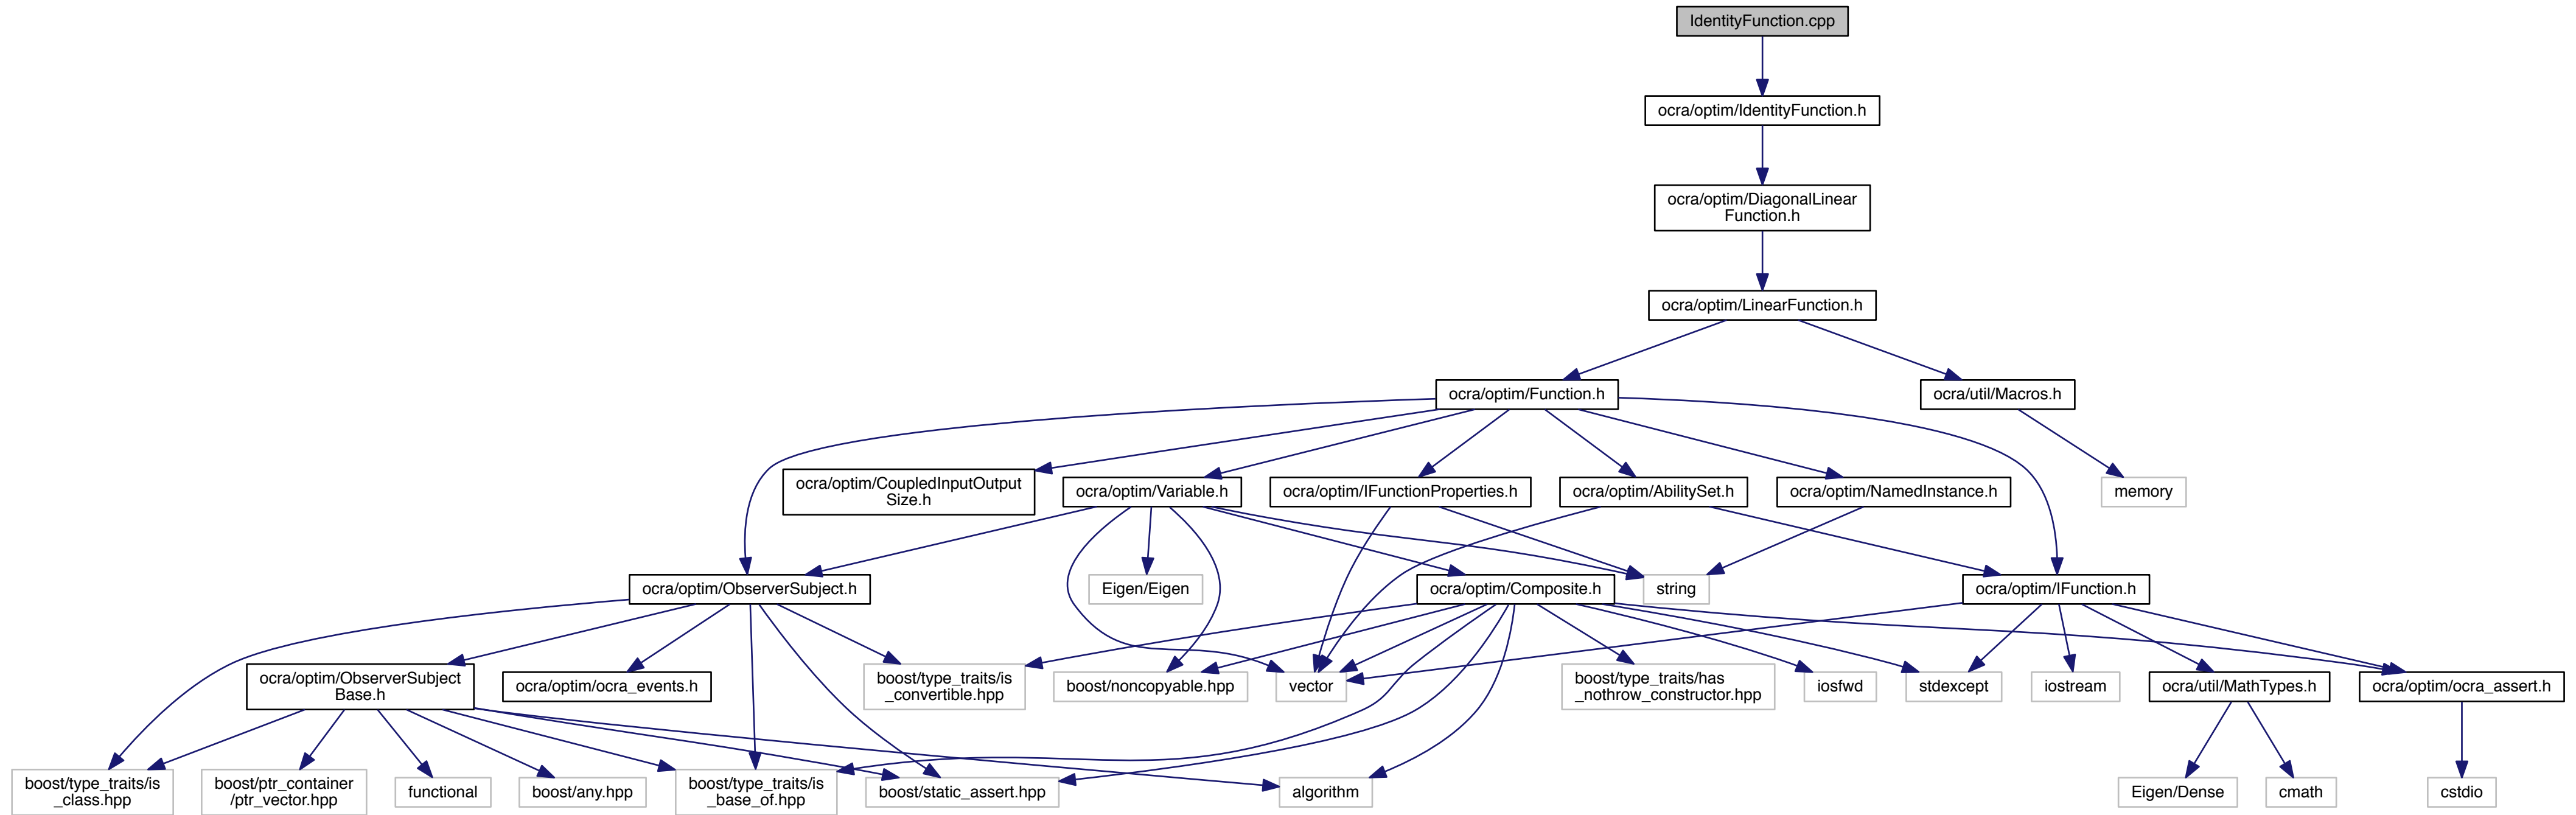 IdentityFunction.cpp
ocra/optim/IdentityFunction.h
ocra/optim/DiagonalLinear
Function.h
ocra/optim/LinearFunction.h
ocra/optim/Function.h
ocra/util/Macros.h
ocra/optim/CoupledInputOutput
Size.h
ocra/optim/Variable.h
ocra/optim/IFunctionProperties.h
ocra/optim/AbilitySet.h
ocra/optim/NamedInstance.h
memory
ocra/optim/ObserverSubject.h
Eigen/Eigen
ocra/optim/Composite.h
string
ocra/optim/IFunction.h
ocra/optim/ObserverSubject
Base.h
ocra/optim/ocra_events.h
boost/type_traits/is
_convertible.hpp
boost/noncopyable.hpp
vector
boost/type_traits/has
_nothrow_constructor.hpp
iosfwd
stdexcept
iostream
ocra/util/MathTypes.h
ocra/optim/ocra_assert.h
boost/type_traits/is
_class.hpp
boost/ptr_container
/ptr_vector.hpp
functional
boost/any.hpp
boost/type_traits/is
_base_of.hpp
boost/static_assert.hpp
algorithm
Eigen/Dense
cmath
cstdio